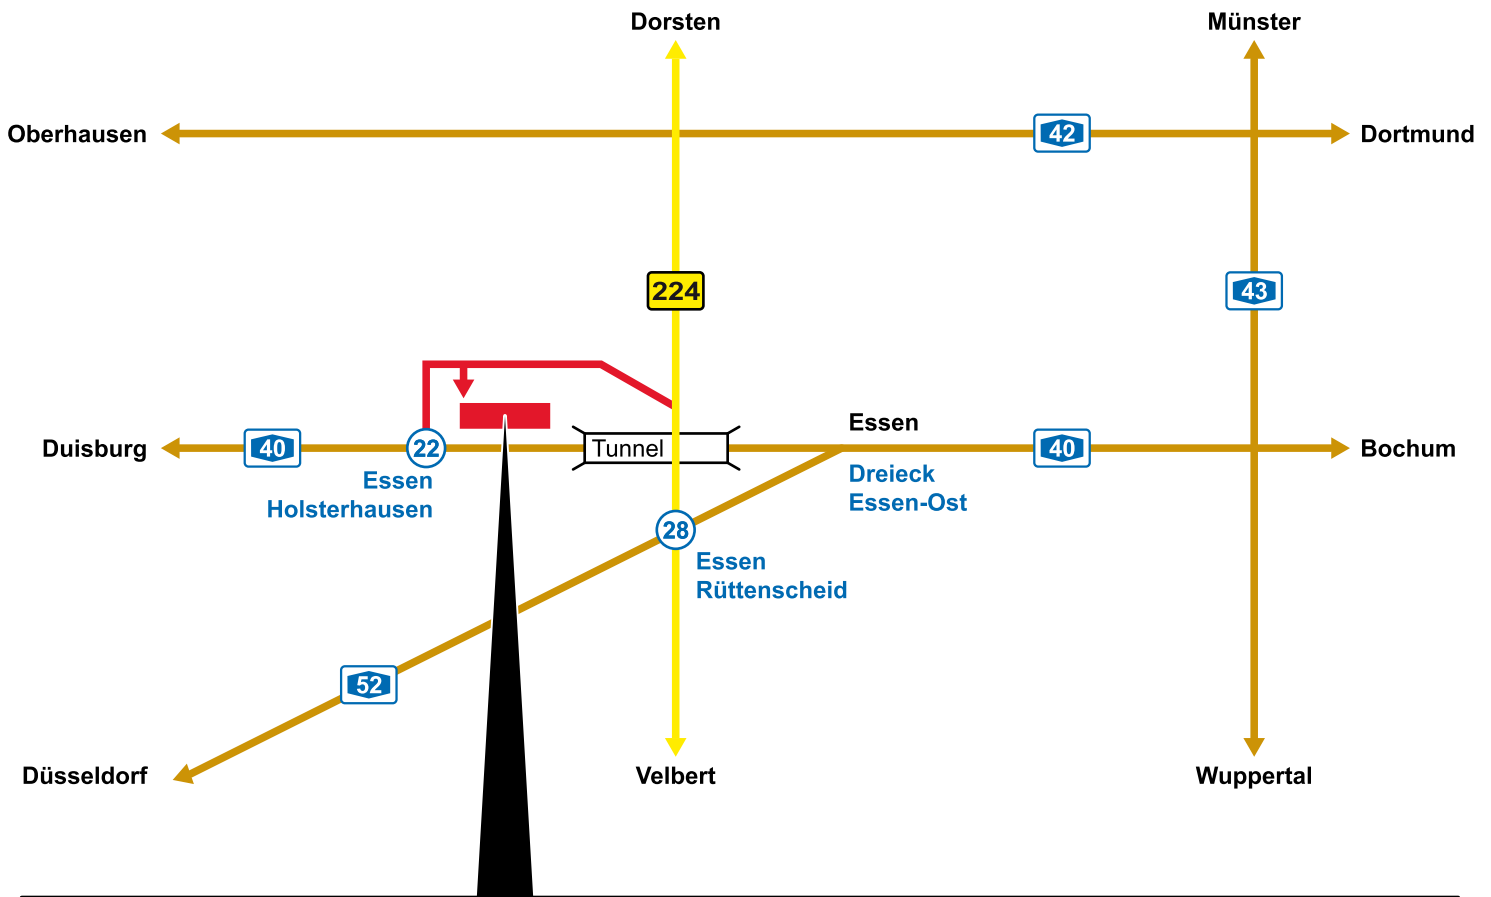 Dorsten
Münster
Oberhausen
42
Dortmund
224
43
Essen
Duisburg
40
22
Tunnel
40
Bochum
Essen
Holsterhausen
Dreieck
Essen-Ost
28
Essen
Rüttenscheid
52
Düsseldorf
Velbert
Wuppertal